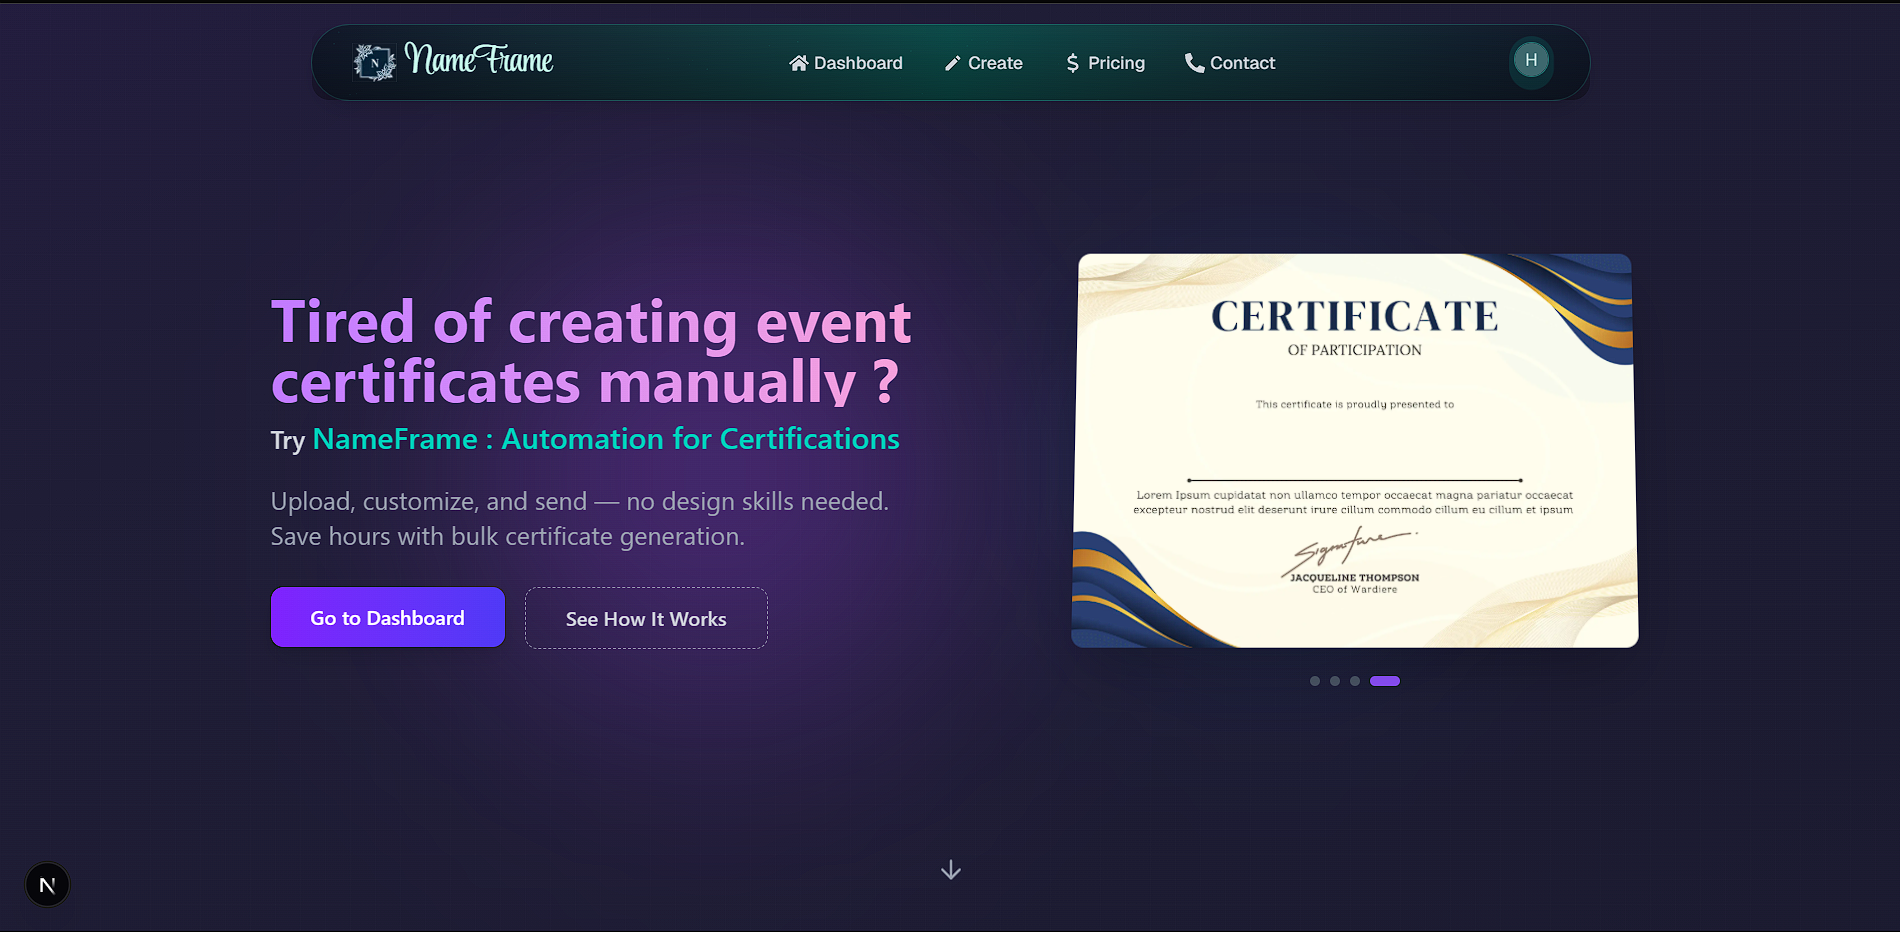 N NameFrame
Dashboard
Create
$ Pricing
Contact
H
Tired of creating event
certificates manually ?
Try NameFrame : Automation for Certifications
Upload, customize, and send — no design skills needed.
Save hours with bulk certificate generation.
Go to Dashboard
See How It Works
CERTIFICATE
OF PARTICIPATION
This certificate is proudly presented to
Lorem Ipsum cupidatat non ullamco tempor occaecat magna pariatur occaecat
excepteur nostrud elit deserunt irure cillum commodo cillum eu cillum et ipsum
Signature
JACQUELINE THOMPSON
CEO of Wardiere
N